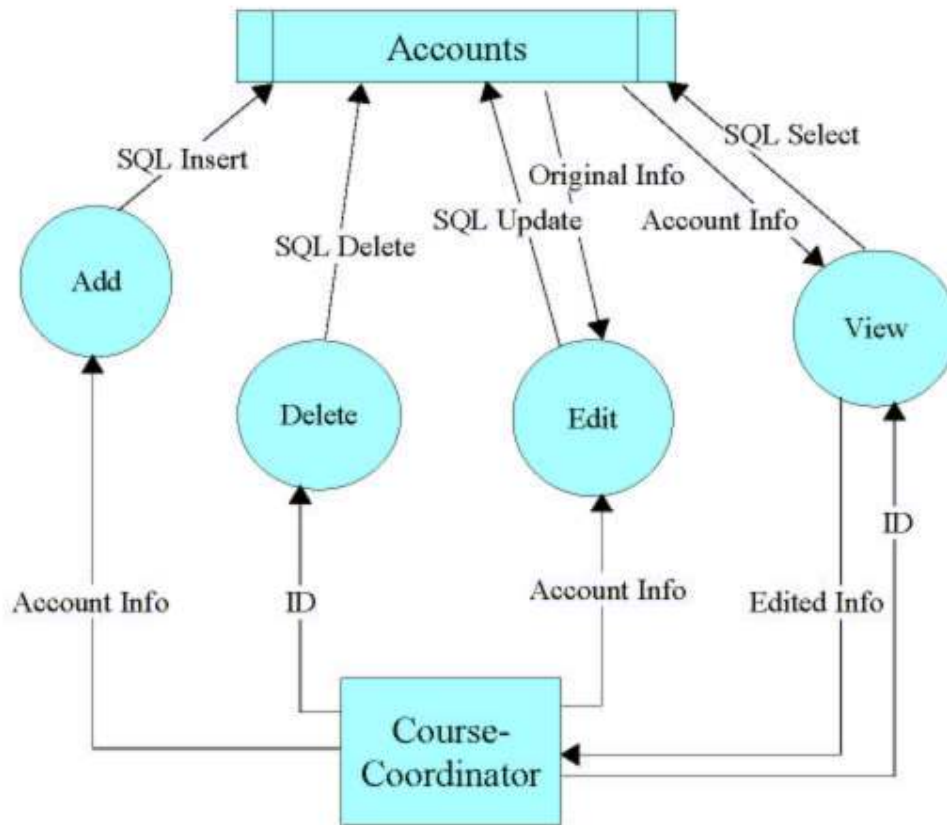 Accounts
SQL Insert
SQL Select
Original Info
Account Info
SQL Update
SQL Delete
Add
View
Delete
Edit
ID
Account Info
ID
Account Info
Edited Info
Course-
Coordinator